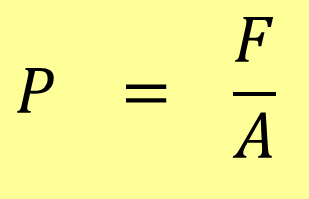 P = F/A